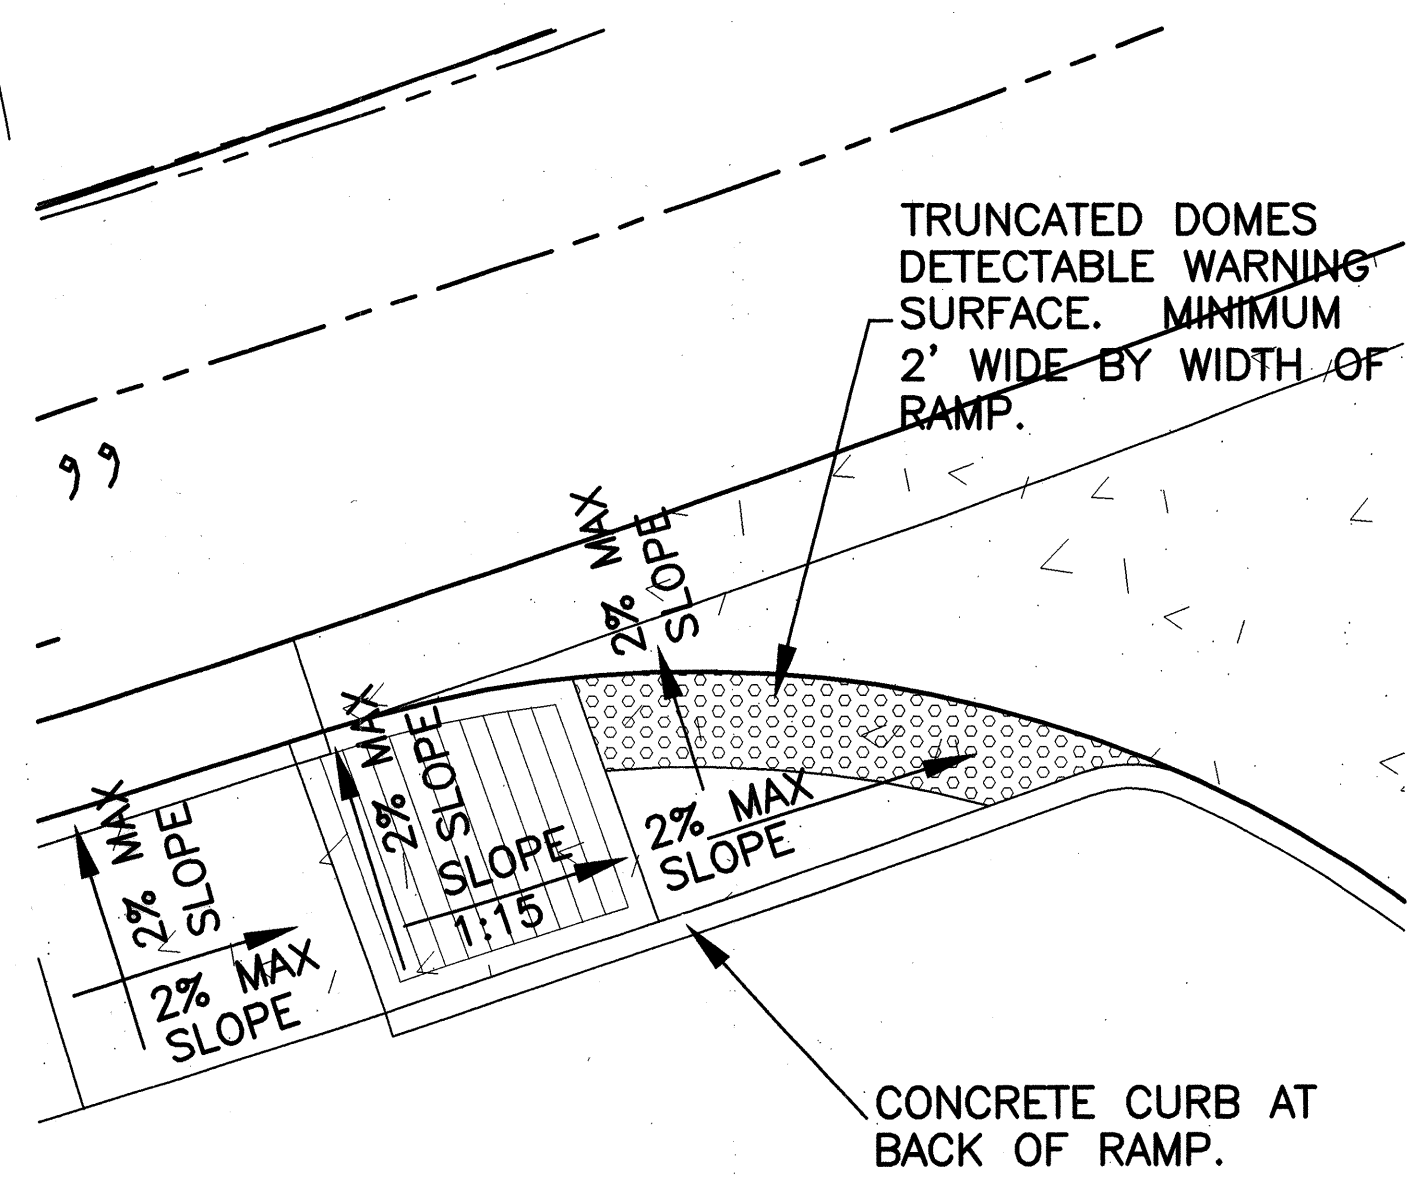 TRUNCATED DOMES
DETECTABLE WARNING
SURFACE. MINIMUM
2' WIDE BY WIDTH OF
RAMP.
,,
2% MAX
SLOPE
2% MAX
SLOPE
2% MAX
SLOPE
2% MAX
SLOPE
SLOPE
1:15
2% MAX
SLOPE
CONCRETE CURB AT
BACK OF RAMP.